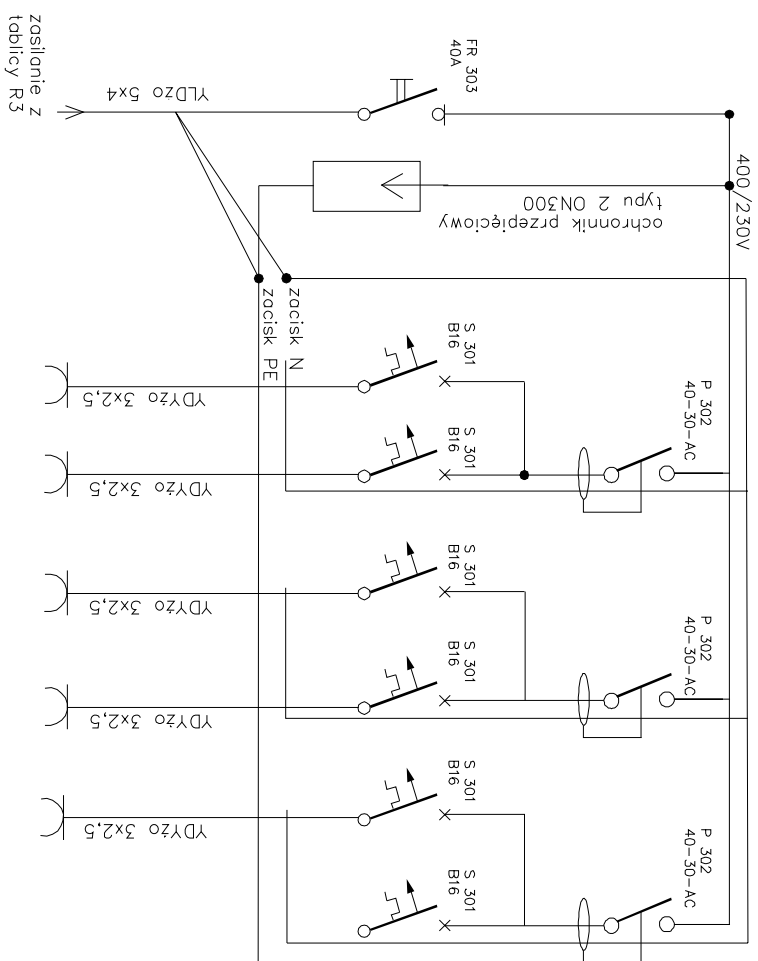 zasilanie z
tablicy R3
YLDżo 5x4
FR 303
40A
400/230V
ochronnik przepięciowy
typu 2 ON300
zacisk N
zacisk PE
S 301
B16
S 301
B16
P 302
40-30-AC
YDYżo 3x2,5
YDYżo 3x2,5
S 301
B16
S 301
B16
P 302
40-30-AC
YDYżo 3x2,5
YDYżo 3x2,5
S 301
B16
S 301
B16
P 302
40-30-AC
YDYżo 3x2,5